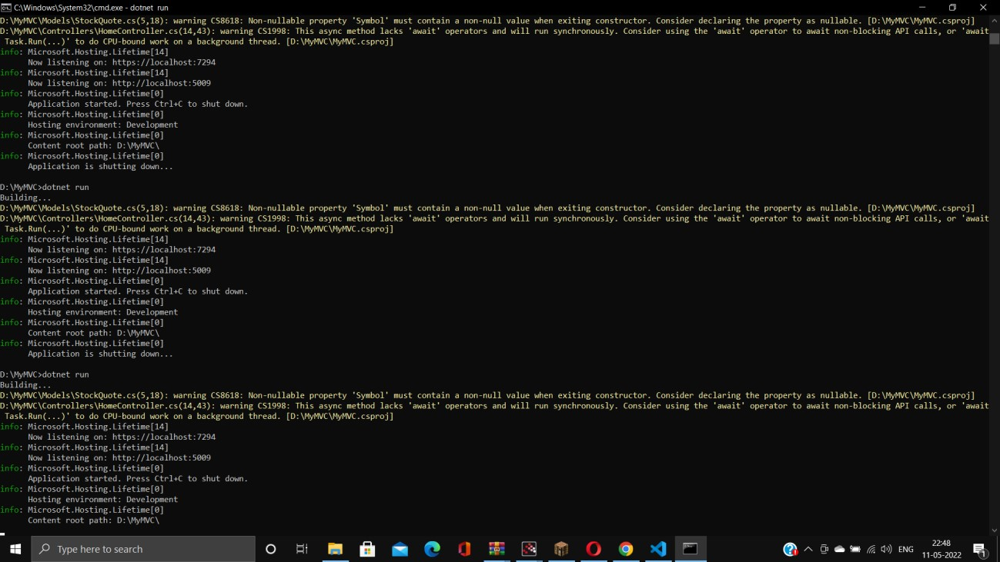 C:\Windows\System32\cmd.exe - dotnet run
D:\MyMVC\Models\StockQuote.cs(5,18): warning CS8618: Non-nullable property 'Symbol' must contain a non-null value when exiting constructor. Consider declaring the property as nullable. [D:\MyMVC\MyMVC.csproj]
D:\MyMVC\Controllers\HomeController.cs(14,43): warning CS1998: This async method lacks 'await' operators and will run synchronously. Consider using the 'await' operator to await non-blocking API calls, or 'await
Task.Run(...)' to do CPU-bound work on a background thread. [D:\MyMVC\MyMVC.csproj]
info: Microsoft.Hosting.Lifetime[14]
Now listening on: https://localhost:7294
info: Microsoft.Hosting.Lifetime[14]
Now listening on: http://localhost:5009
info: Microsoft.Hosting.Lifetime[0]
Application started. Press Ctrl+C to shut down.
info: Microsoft.Hosting.Lifetime[0]
Hosting environment: Development
info: Microsoft.Hosting.Lifetime[0]
Content root path: D:\MyMVC\
info: Microsoft.Hosting.Lifetime[0]
Application is shutting down...
D:\MyMVC>dotnet run
Building...
D:\MyMVC\Models\StockQuote.cs(5,18): warning CS8618: Non-nullable property 'Symbol' must contain a non-null value when exiting constructor. Consider declaring the property as nullable. [D:\MyMVC\MyMVC.csproj]
D:\MyMVC\Controllers\HomeController.cs(14,43): warning CS1998: This async method lacks 'await' operators and will run synchronously. Consider using the 'await' operator to await non-blocking API calls, or 'await
Task.Run(...)' to do CPU-bound work on a background thread. [D:\MyMVC\MyMVC.csproj]
info: Microsoft.Hosting.Lifetime[14]
Now listening on: https://localhost:7294
info: Microsoft.Hosting.Lifetime[14]
Now listening on: http://localhost:5009
info: Microsoft.Hosting.Lifetime[0]
Application started. Press Ctrl+C to shut down.
info: Microsoft.Hosting.Lifetime[0]
Hosting environment: Development
info: Microsoft.Hosting.Lifetime[0]
Content root path: D:\MyMVC\
info: Microsoft.Hosting.Lifetime[0]
Application is shutting down...
D:\MyMVC>dotnet run
Building...
D:\MyMVC\Models\StockQuote.cs(5,18): warning CS8618: Non-nullable property 'Symbol' must contain a non-null value when exiting constructor. Consider declaring the property as nullable. [D:\MyMVC\MyMVC.csproj]
D:\MyMVC\Controllers\HomeController.cs(14,43): warning CS1998: This async method lacks 'await' operators and will run synchronously. Consider using the 'await' operator to await non-blocking API calls, or 'await
Task.Run(...)' to do CPU-bound work on a background thread. [D:\MyMVC\MyMVC.csproj]
info: Microsoft.Hosting.Lifetime[14]
Now listening on: https://localhost:7294
info: Microsoft.Hosting.Lifetime[14]
Now listening on: http://localhost:5009
info: Microsoft.Hosting.Lifetime[0]
Application started. Press Ctrl+C to shut down.
info: Microsoft.Hosting.Lifetime[0]
Hosting environment: Development
info: Microsoft.Hosting.Lifetime[0]
Content root path: D:\MyMVC\
Type here to search
ENG
22:48
11-05-2022
1